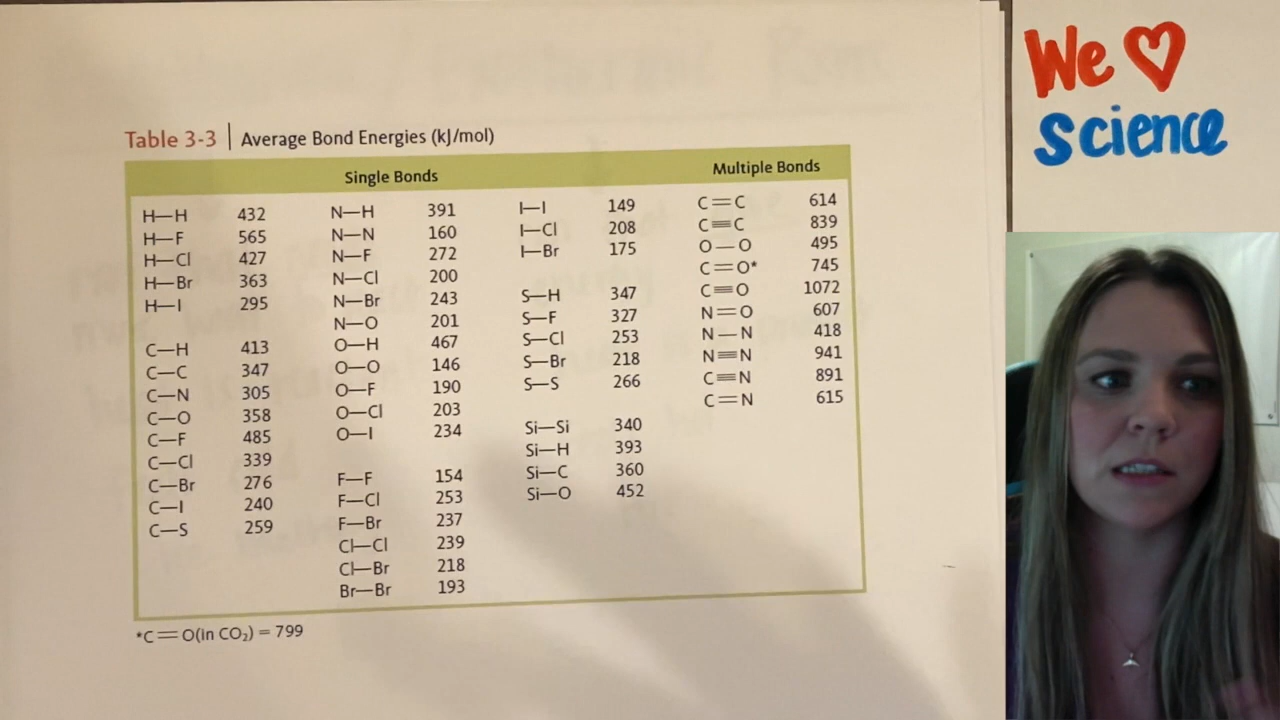 We ♥
science
Table 3-3 | Average Bond Energies (kJ/mol)
Single Bonds
Multiple Bonds
H—H 432
H—F 565
H—Cl 427
H—Br 363
H—I 295
C—H 413
C—C 347
C—N 305
C—O 358
C—F 485
C—Cl 339
C—Br 276
C—I 240
C—S 259
N—H 391
N—N 160
N—F 272
N—Cl 200
N—Br 243
N—O 201
O—H 467
O—O 146
O—F 190
O—Cl 203
O—I 234
F—F 154
F—Cl 253
F—Br 237
Cl—Cl 239
Cl—Br 218
Br—Br 193
I—I 149
I—Cl 208
I—Br 175
S—H 347
S—F 327
S—Cl 253
S—Br 218
S—S 266
Si—Si 340
Si—H 393
Si—C 360
Si—O 452
C=C 614
C≡C 839
O—O 495
C=O* 745
C≡O 1072
N=O 607
N—N 418
N≡N 941
C≡N 891
C=N 615
*C=O(in CO₂) = 799